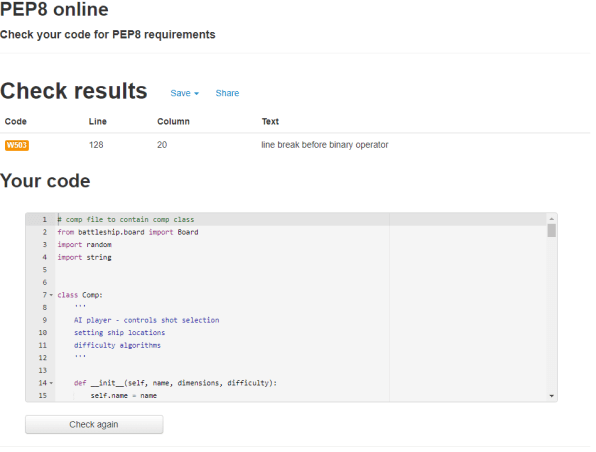 PEP8 online
Check your code for PEP8 requirements
Check results Save Share
Code Line Column Text
W503 128 20 line break before binary operator
Your code
1 # comp file to contain comp class
2 from battleship.board import Board
3 import random
4 import string
5
6
7 class Comp:
8 '''
9 AI player - controls shot selection
10 setting ship locations
11 difficulty algorithms
12 '''
13
14 def __init__(self, name, dimensions, difficulty):
15 self.name = name
Check again